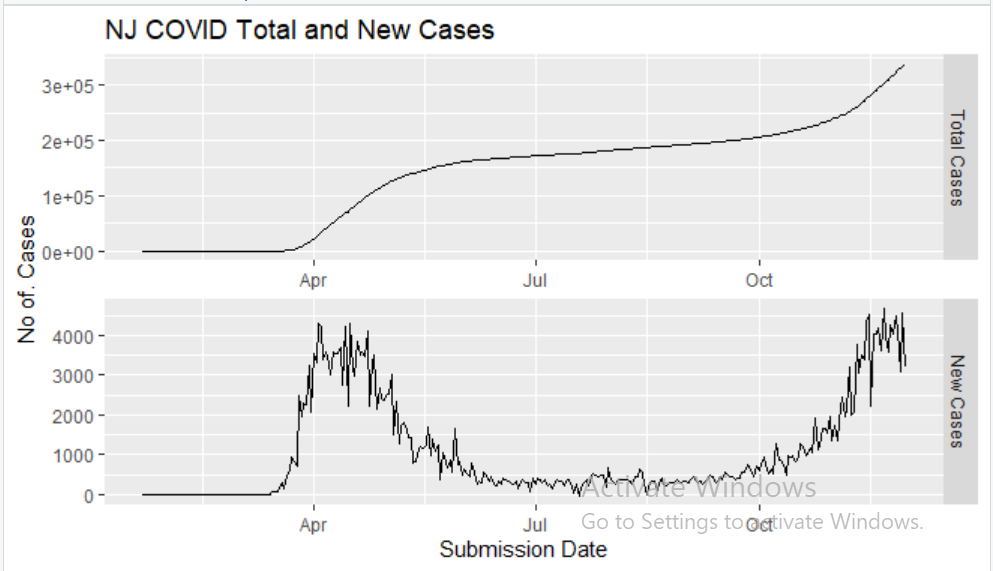 NJ COVID Total and New Cases
No of. Cases
3e+05
2e+05
1e+05
0e+00
Total Cases
Apr Jul Oct
4000
3000
2000
1000
0
New Cases
Activate Windows
Go to Settings to activate Windows.
Apr Jul Oct
Submission Date